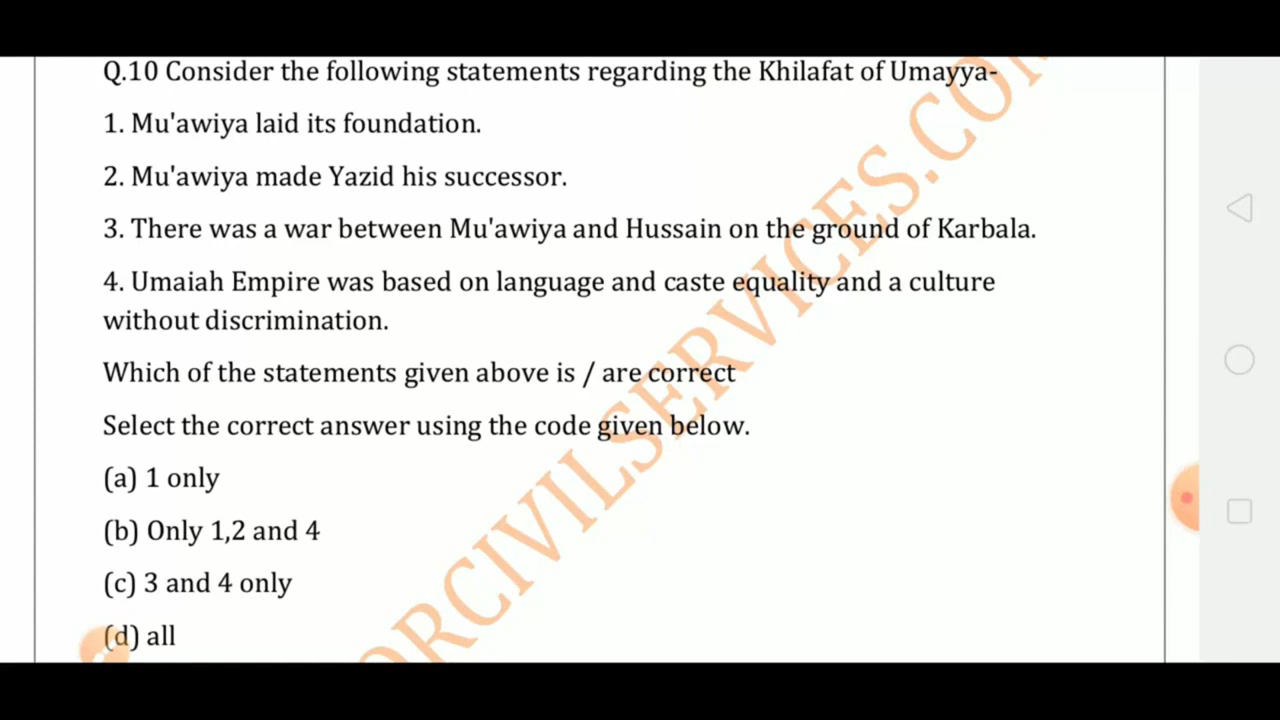 Q.10 Consider the following statements regarding the Khilafat of Umayya-
1. Mu'awiya laid its foundation.
2. Mu'awiya made Yazid his successor.
3. There was a war between Mu'awiya and Hussain on the ground of Karbala.
4. Umaiah Empire was based on language and caste equality and a culture
without discrimination.
Which of the statements given above is / are correct
Select the correct answer using the code given below.
(a) 1 only
(b) Only 1,2 and 4
(c) 3 and 4 only
(d) all
ORCIVILSERVICES.COM